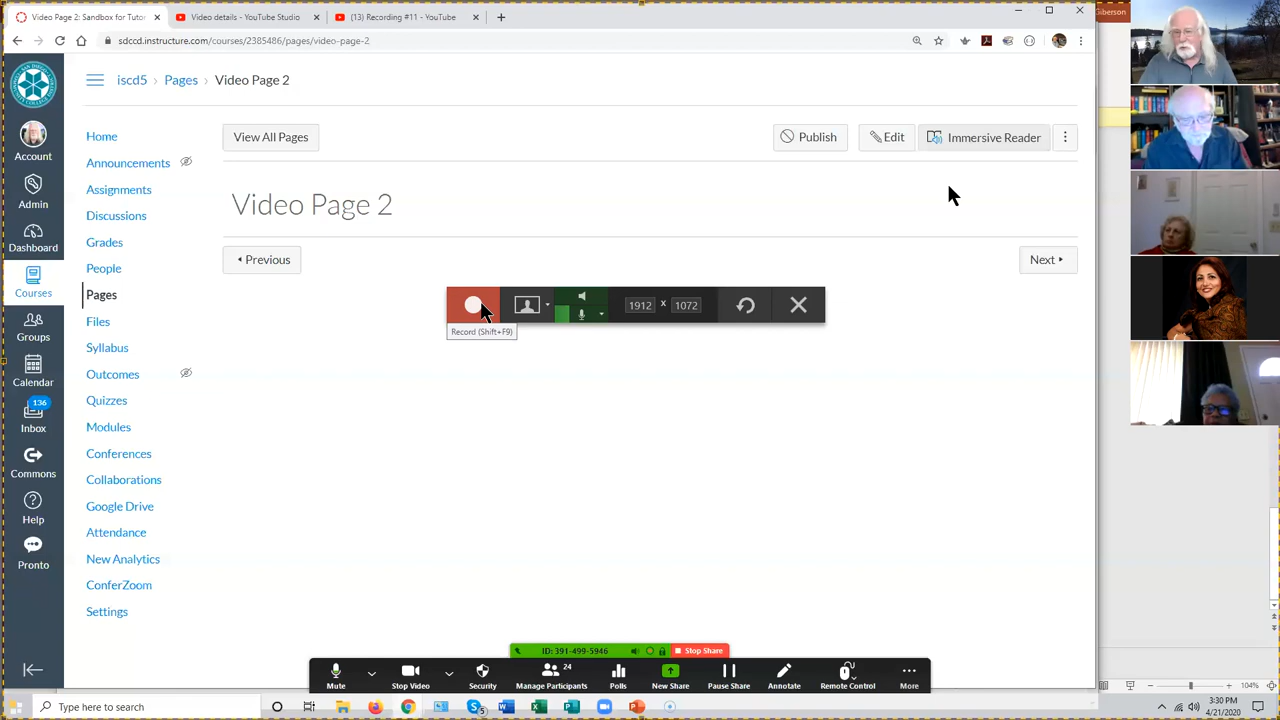 Video Page 2: Sandbox for Tutor
Video details - YouTube Studio
(13) Recording #11 - YouTube
Giberson
sdccd.instructure.com/courses/2385486/pages/video-page-2
iscd5 > Pages > Video Page 2
Account
Admin
Dashboard
Courses
Groups
Calendar
136
Inbox
Commons
Help
Pronto
Home
Announcements
Assignments
Discussions
Grades
People
Pages
Files
Syllabus
Outcomes
Quizzes
Modules
Conferences
Collaborations
Google Drive
Attendance
New Analytics
ConferZoom
Settings
View All Pages
Publish
Edit
Immersive Reader
Video Page 2
Previous
Next
1912 x 1072
Record (Shift+F9)
ID: 391-499-5946
Stop Share
Mute
Stop Video
Security
24
Manage Participants
Polls
New Share
Pause Share
Annotate
Remote Control
More
104%
Type here to search
5
3:30 PM
4/21/2020